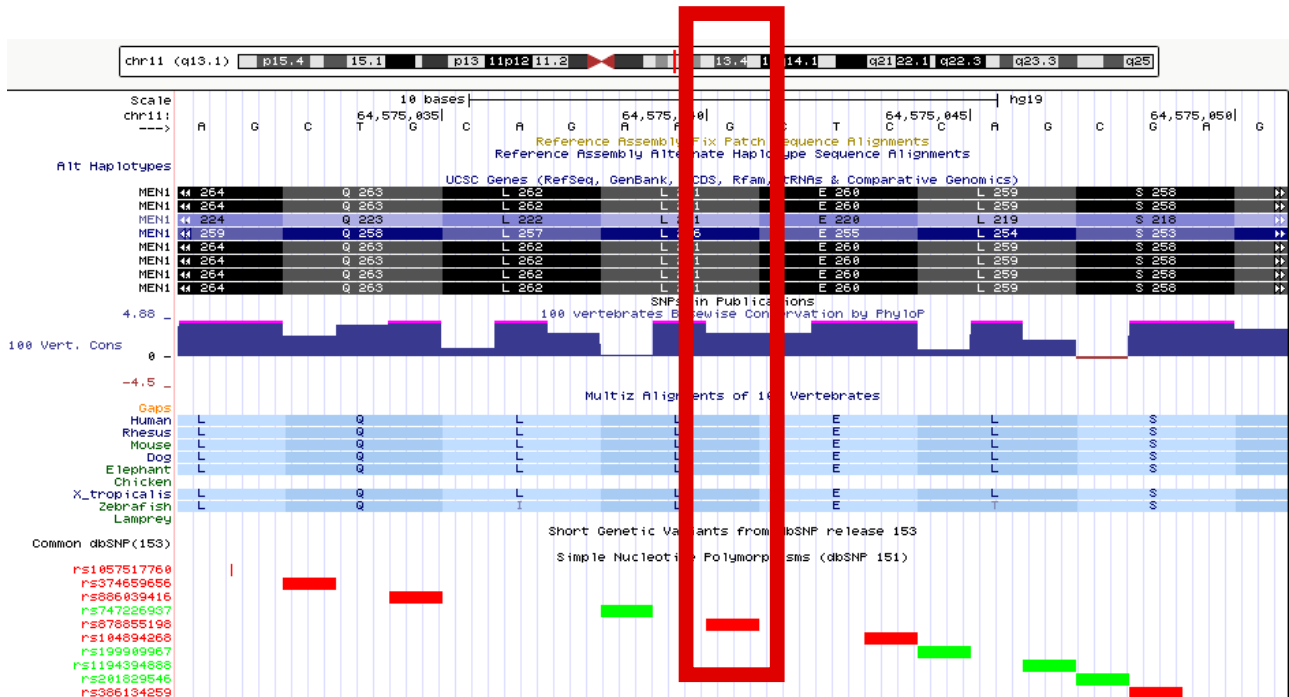 chr11 (q13.1) p15.4 15.1 p13 11p12 11.2 13.4 q14.1 q21 22.1 q22.3 q23.3 q25
Scale 10 bases hg19
chr11: 64,575,035 64,575,045 64,575,050
---> A G C T G C A G A A G C T C C A G C G A G
Reference Assembly Fix Patch Sequence Alignments
Reference Assembly Alternate Haplotype Sequence Alignments
Alt Haplotypes
UCSC Genes (RefSeq, GenBank, tRNAs & Comparative Genomics)
MEN1 264 Q 263 L 262 L E 260 L 259 S 258
MEN1 264 Q 263 L 262 L E 260 L 259 S 258
MEN1 224 Q 223 L 222 L E 220 L 219 S 218
MEN1 259 Q 258 L 257 L E 255 L 254 S 253
MEN1 264 Q 263 L 262 L E 260 L 259 S 258
MEN1 264 Q 263 L 262 L E 260 L 259 S 258
MEN1 264 Q 263 L 262 L E 260 L 259 S 258
MEN1 264 Q 263 L 262 L E 260 L 259 S 258
SNPs in Publications
4.88 _ 100 vertebrates Basewise Conservation by PhyloP
100 Vert. Cons
0 -
-4.5 _
Multiz Alignments of Vertebrates
Gaps
Human L Q L L E L S
Rhesus L Q L L E L S
Mouse L Q L L E L S
Dog L Q L L E L S
Elephant L Q L L E L S
Chicken
X_tropicalis L Q L L E L S
Zebrafish L Q I L E T S
Lamprey
Short Genetic Variants from dbSNP release 153
Common dbSNP(153)
Simple Nucleotide Polymorphisms (dbSNP 151)
rs1057517760
rs374659656
rs886039416
rs747226937
rs878855198
rs104894268
rs199909967
rs1194394888
rs201829546
rs386134259